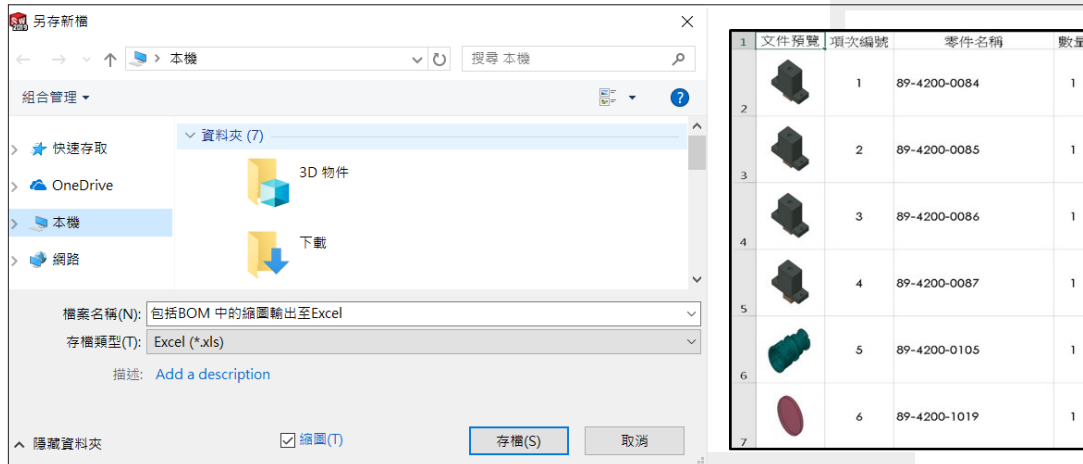 另存新檔
本機
搜尋 本機
組合管理
快速存取
OneDrive
本機
網路
資料夾 (7)
3D 物件
下載
檔案名稱(N): 包括BOM 中的縮圖輸出至Excel
存檔類型(T): Excel (*.xls)
描述: Add a description
隱藏資料夾
縮圖(T)
存檔(S)
取消
1 文件預覽 項次編號 零件名稱 數量
2 1 89-4200-0084 1
3 2 89-4200-0085 1
4 3 89-4200-0086 1
5 4 89-4200-0087 1
6 5 89-4200-0105 1
7 6 89-4200-1019 1